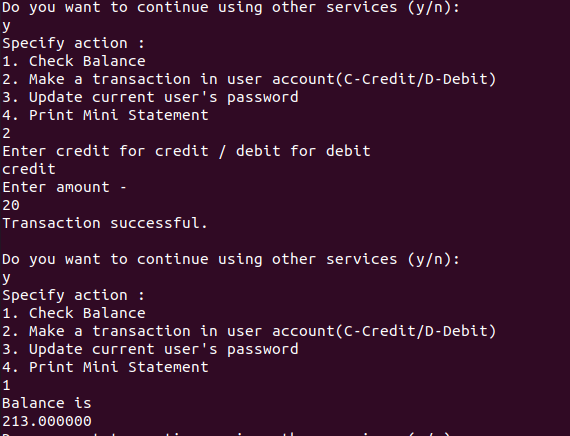 Do you want to continue using other services (y/n):
y
Specify action :
1. Check Balance
2. Make a transaction in user account(C-Credit/D-Debit)
3. Update current user's password
4. Print Mini Statement
2
Enter credit for credit / debit for debit
credit
Enter amount -
20
Transaction successful.
Do you want to continue using other services (y/n):
y
Specify action :
1. Check Balance
2. Make a transaction in user account(C-Credit/D-Debit)
3. Update current user's password
4. Print Mini Statement
1
Balance is
213.000000